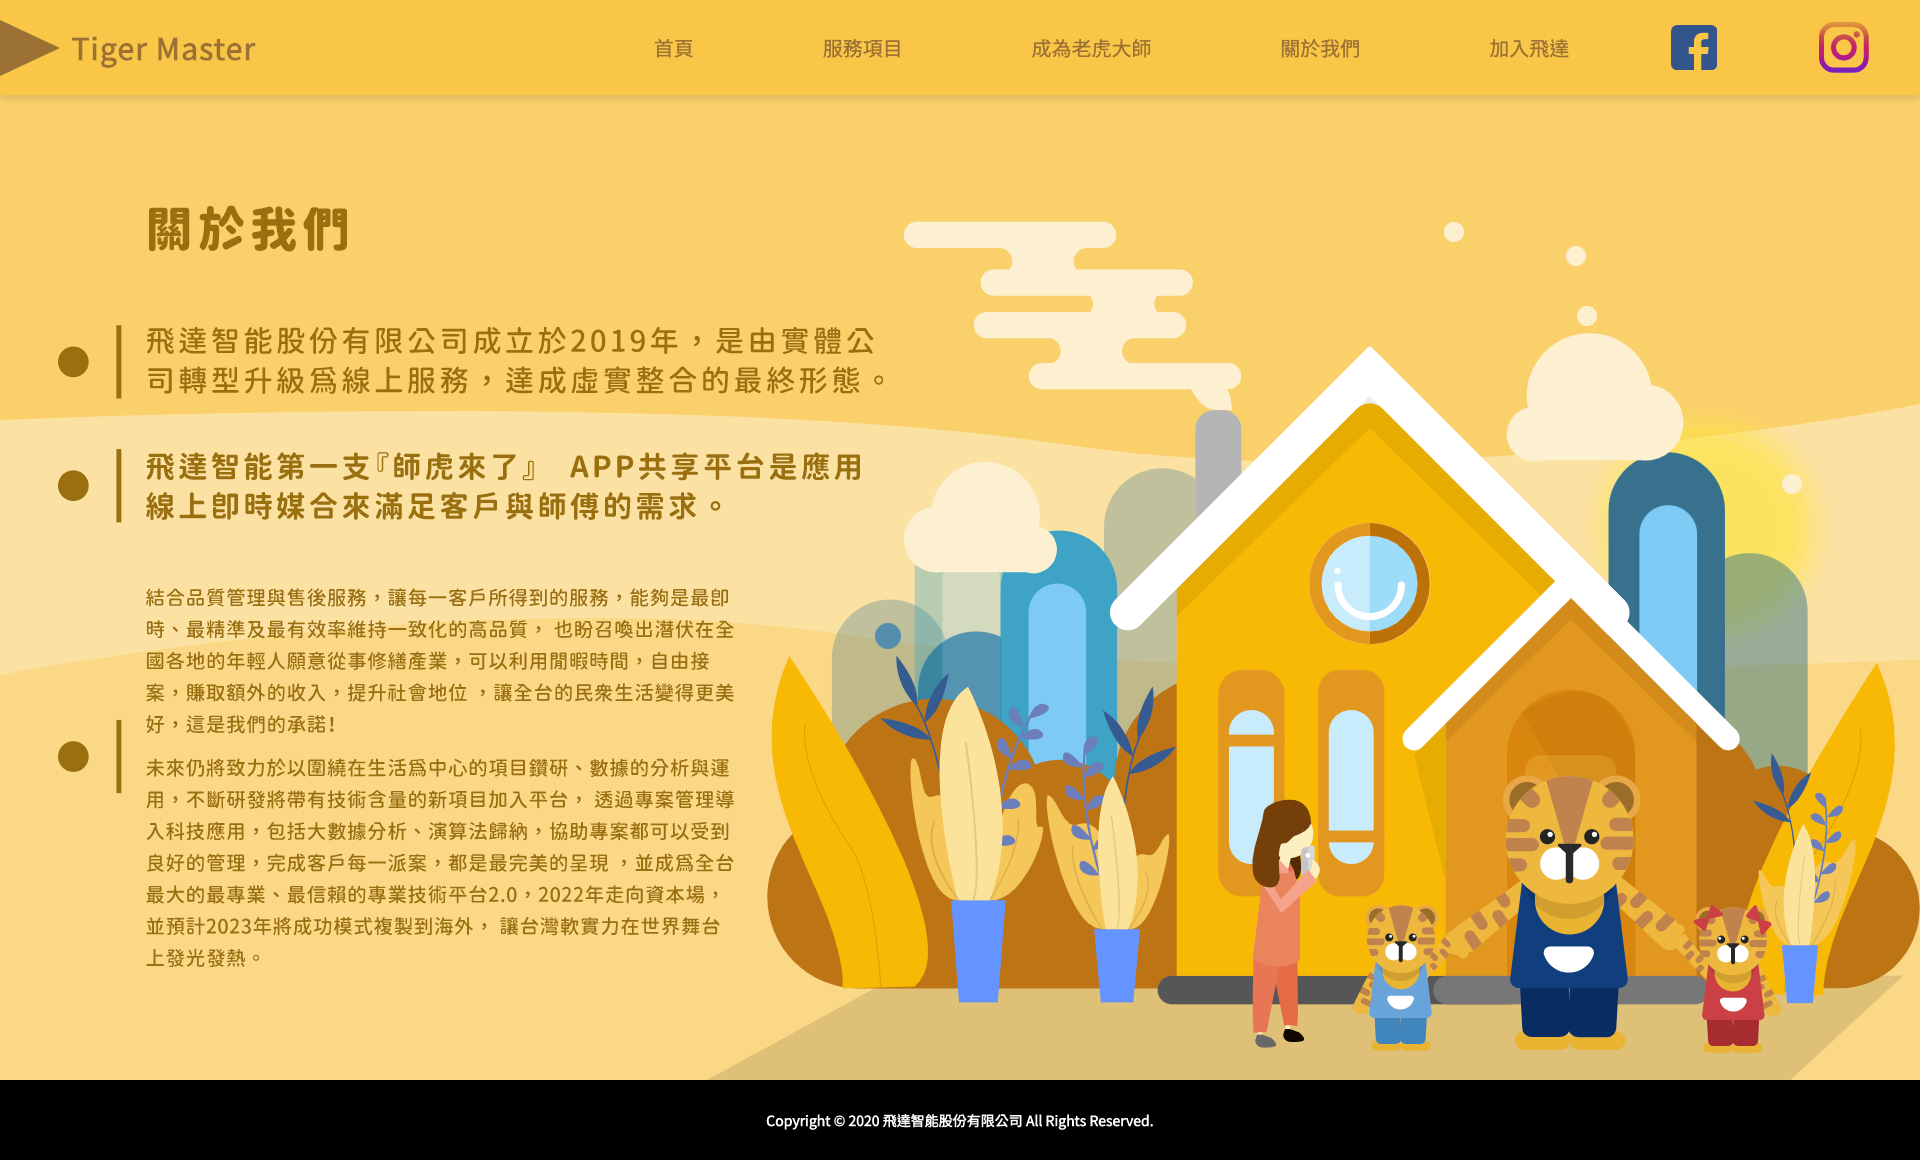 Tiger Master
首頁
服務項目
成為老虎大師
關於我們
加入飛達
關於我們
飛達智能股份有限公司成立於2019年，是由實體公
司轉型升級為線上服務，達成虛實整合的最終形態。
飛達智能第一支『師虎來了』 APP共享平台是應用
線上即時媒合來滿足客戶與師傅的需求。
結合品質管理與售後服務，讓每一客戶所得到的服務，能夠是最即
時、最精準及最有效率維持一致化的高品質， 也盼召喚出潛伏在全
國各地的年輕人願意從事修繕產業，可以利用閒暇時間，自由接
案，賺取額外的收入，提升社會地位 ，讓全台的民衆生活變得更美
好，這是我們的承諾！
未來仍將致力於以圍繞在生活為中心的項目鑽研、數據的分析與運
用，不斷研發將帶有技術含量的新項目加入平台， 透過專案管理導
入科技應用，包括大數據分析、演算法歸納，協助專案都可以受到
良好的管理，完成客戶每一派案，都是最完美的呈現 ，並成為全台
最大的最專業、最信賴的專業技術平台2.0，2022年走向資本場，
並預計2023年將成功模式複製到海外， 讓台灣軟實力在世界舞台
上發光發熱。
Copyright © 2020 飛達智能股份有限公司 All Rights Reserved.